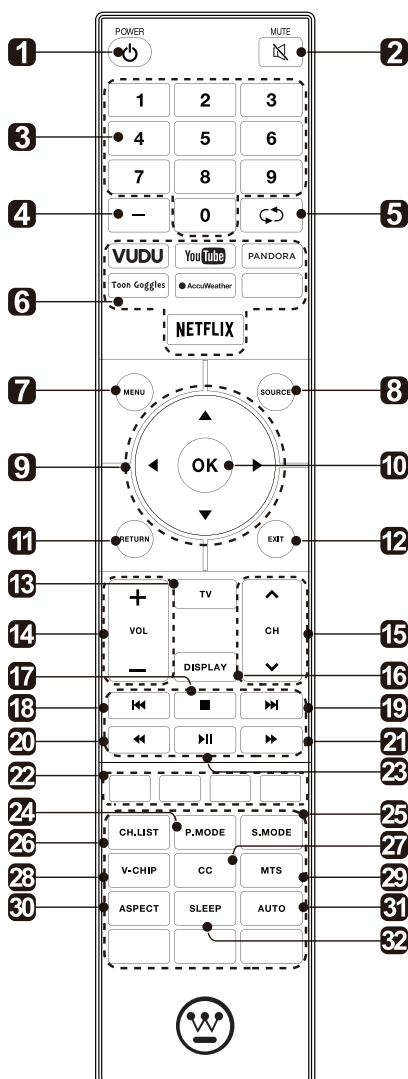 POWER MUTE
1 2
1 2 3
3 4 5 6
7 8 9
4 — 0 5
VUDU YouTube PANDORA
6 Toon Goggles AccuWeather
NETFLIX
7 MENU SOURCE 8
9 OK 10
11 RETURN EXIT 12
13 TV
14 + VOL — CH 15
DISPLAY 16
17
18 19
20 21
22 23
24 25
26 CH.LIST P.MODE S.MODE
27
28 V-CHIP CC MTS 29
30 ASPECT SLEEP AUTO 31
32